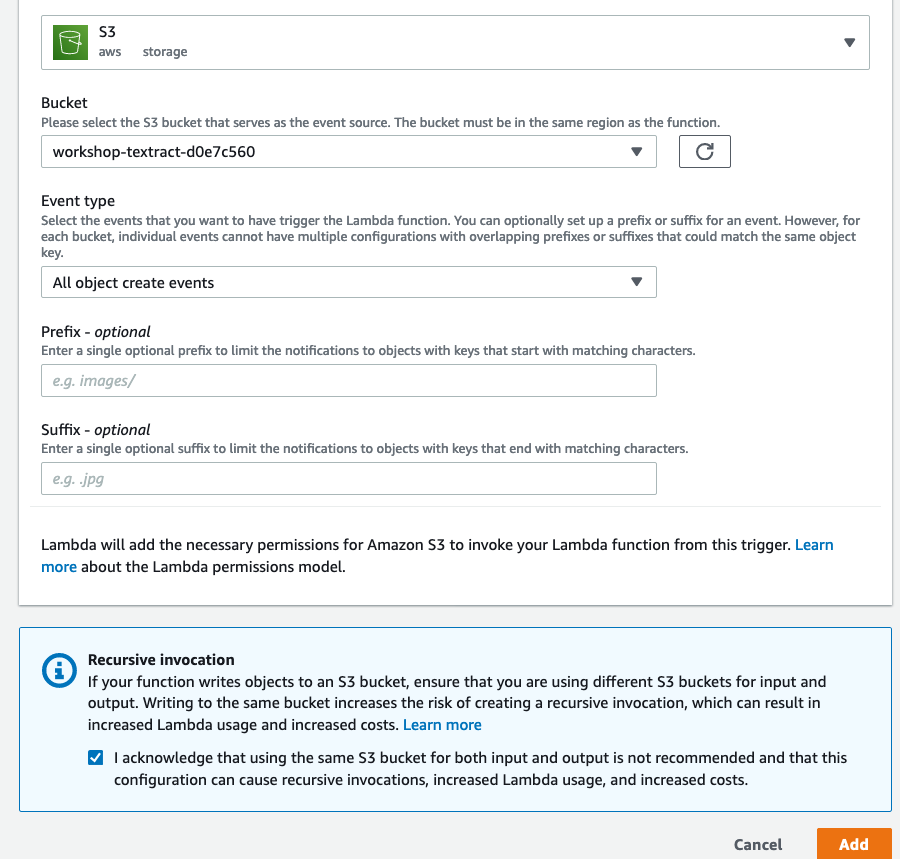 S3
aws storage
Bucket
Please select the S3 bucket that serves as the event source. The bucket must be in the same region as the function.
workshop-textract-d0e7c560
Event type
Select the events that you want to have trigger the Lambda function. You can optionally set up a prefix or suffix for an event. However, for
each bucket, individual events cannot have multiple configurations with overlapping prefixes or suffixes that could match the same object
key.
All object create events
Prefix - optional
Enter a single optional prefix to limit the notifications to objects with keys that start with matching characters.
e.g. images/
Suffix - optional
Enter a single optional suffix to limit the notifications to objects with keys that end with matching characters.
e.g. .jpg
Lambda will add the necessary permissions for Amazon S3 to invoke your Lambda function from this trigger. Learn
more about the Lambda permissions model.
Recursive invocation
If your function writes objects to an S3 bucket, ensure that you are using different S3 buckets for input and
output. Writing to the same bucket increases the risk of creating a recursive invocation, which can result in
increased Lambda usage and increased costs. Learn more
I acknowledge that using the same S3 bucket for both input and output is not recommended and that this
configuration can cause recursive invocations, increased Lambda usage, and increased costs.
Cancel Add